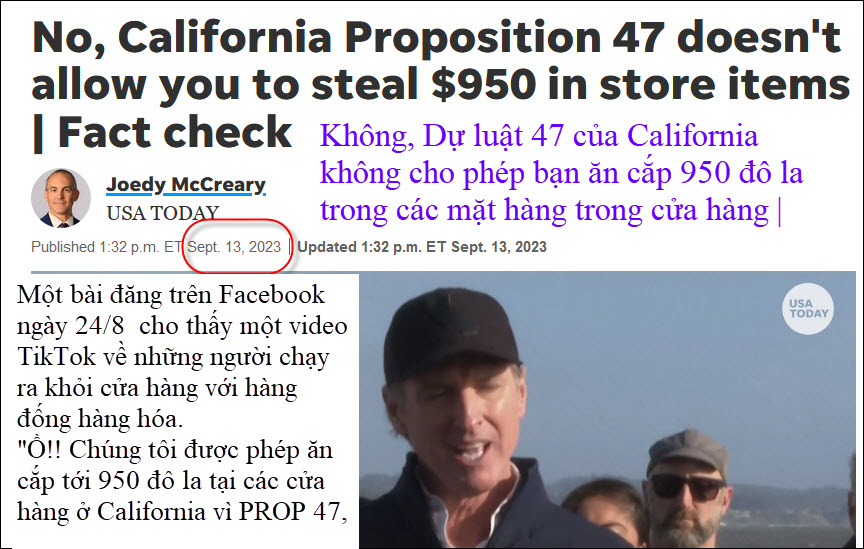 No, California Proposition 47 doesn't
allow you to steal $950 in store items
| Fact check
Không, Dự luật 47 của California
không cho phép bạn ăn cắp 950 đô la
trong các mặt hàng trong cửa hàng |
Joedy McCreary
USA TODAY
Published 1:32 p.m. ET Sept. 13, 2023 | Updated 1:32 p.m. ET Sept. 13, 2023
Một bài đăng trên Facebook
ngày 24/8 cho thấy một video
TikTok về những người chạy
ra khỏi cửa hàng với hàng
đống hàng hóa.
"Ồ!! Chúng tôi được phép ăn
cắp tới 950 đô la tại các cửa
hàng ở California vì PROP 47,
USA
TODAY